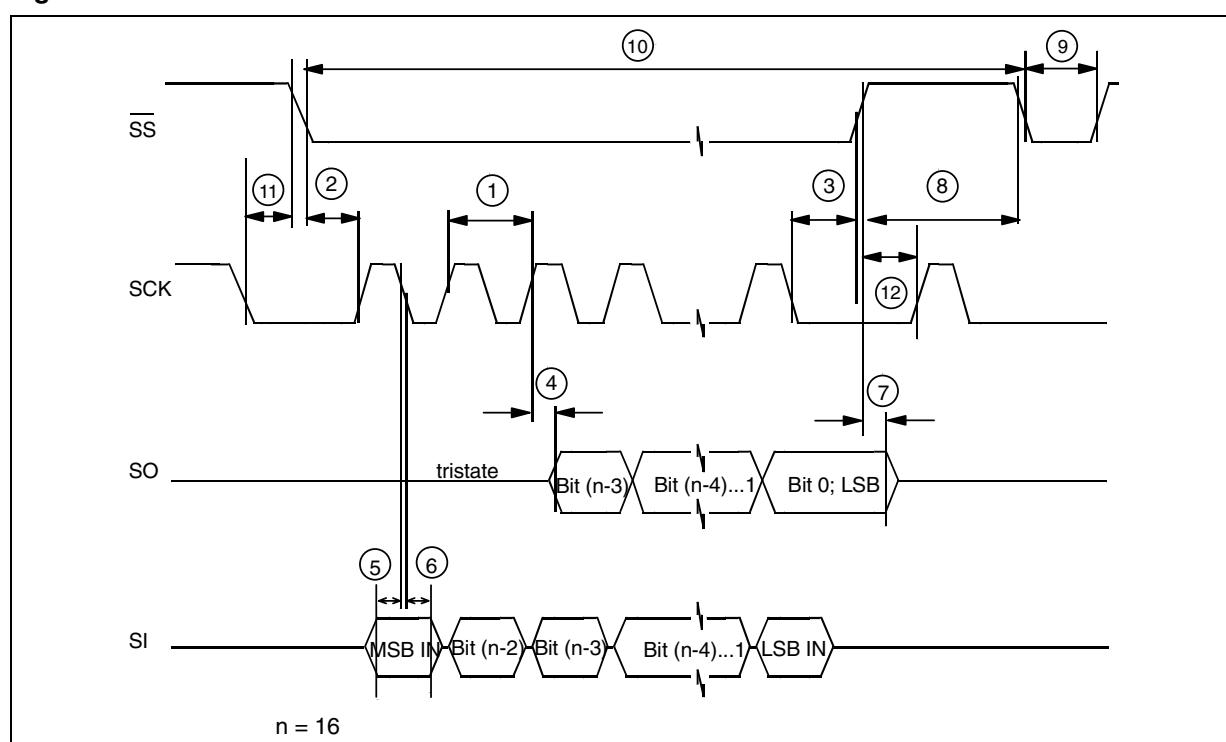 10
9
SS
11
2
1
3
8
SCK
12
4
7
SO
tristate
Bit (n-3)
Bit (n-4)...1
Bit 0; LSB
5
6
SI
MSB IN
Bit (n-2)
Bit (n-3)
Bit (n-4)...1
LSB IN
n = 16